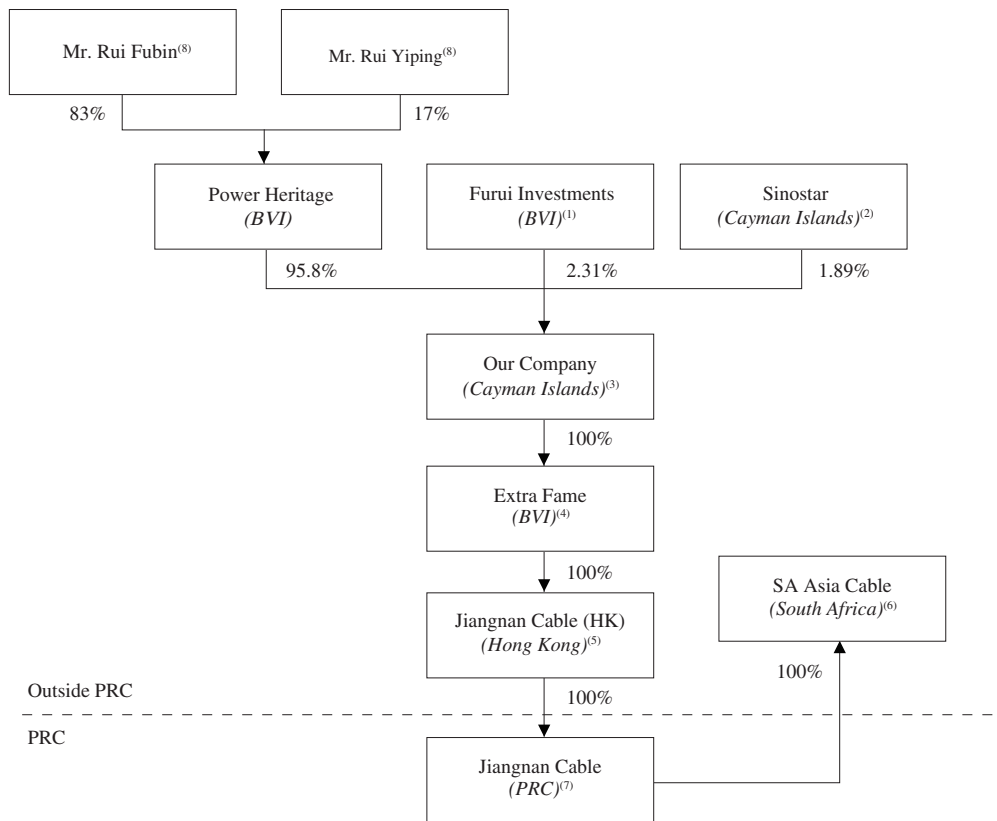 Mr. Rui Fubin(8)
Mr. Rui Yiping(8)
83%
17%
Power Heritage
(BVI)
Furui Investments
(BVI)(1)
Sinostar
(Cayman Islands)(2)
95.8%
2.31%
1.89%
Our Company
(Cayman Islands)(3)
100%
Extra Fame
(BVI)(4)
100%
SA Asia Cable
(South Africa)(6)
Jiangnan Cable (HK)
(Hong Kong)(5)
100%
Outside PRC
100%
PRC
Jiangnan Cable
(PRC)(7)